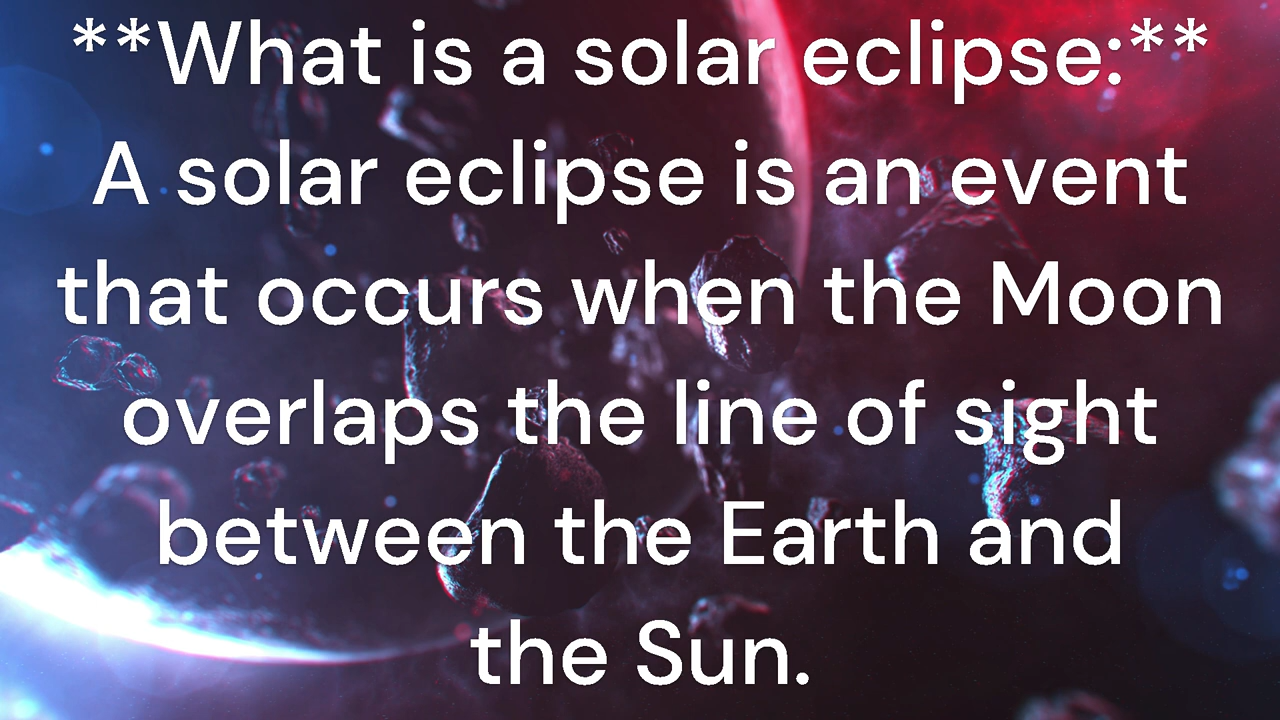 **What is a solar eclipse:**
A solar eclipse is an event
that occurs when the Moon
overlaps the line of sight
between the Earth and
the Sun.